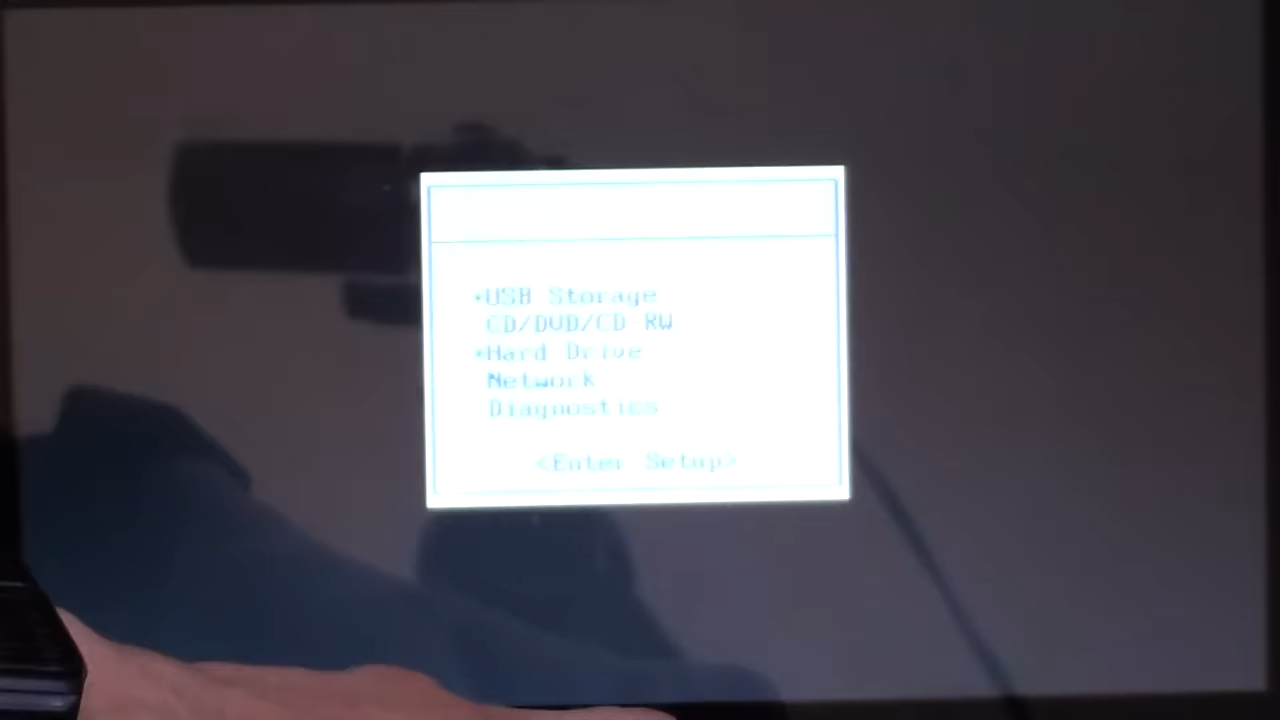 +USB Storage
CD/DVD/CD-RW
+Hard Drive
Network
Diagnostics
<Enter Setup>